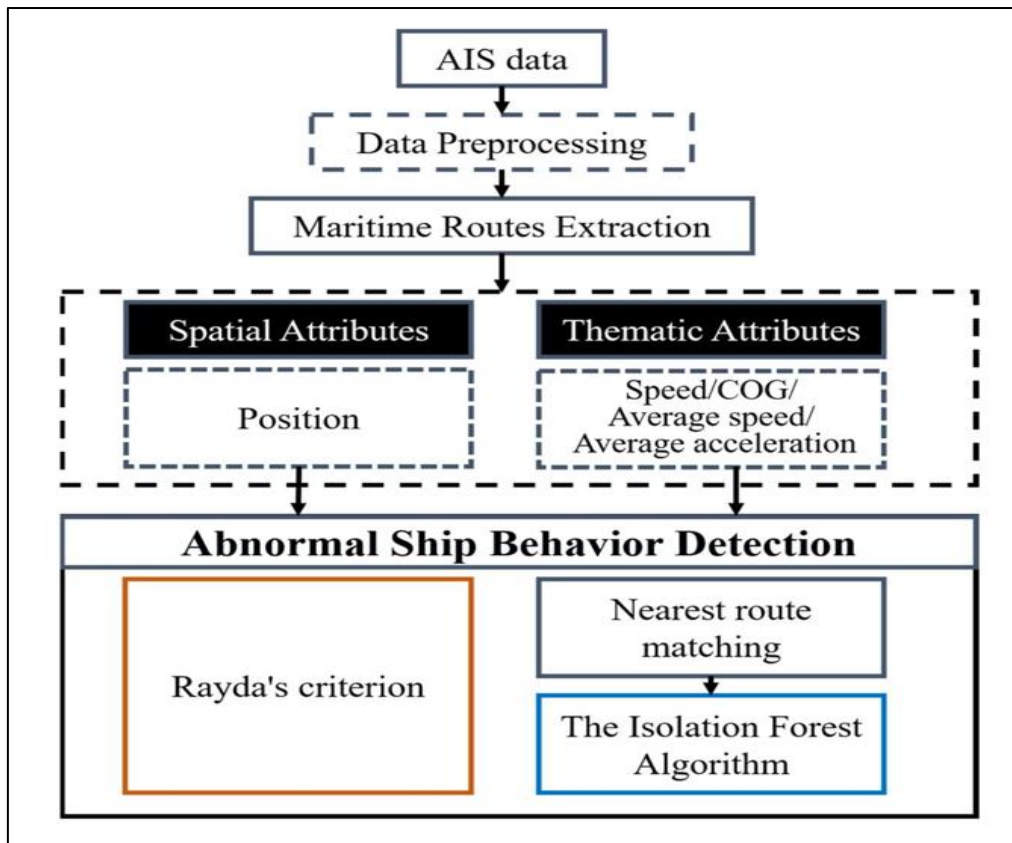 AIS data
Data Preprocessing
Maritime Routes Extraction
Spatial Attributes
Position
Thematic Attributes
Speed/COG/
Average speed/
Average acceleration
Abnormal Ship Behavior Detection
Rayda's criterion
Nearest route
matching
The Isolation Forest
Algorithm